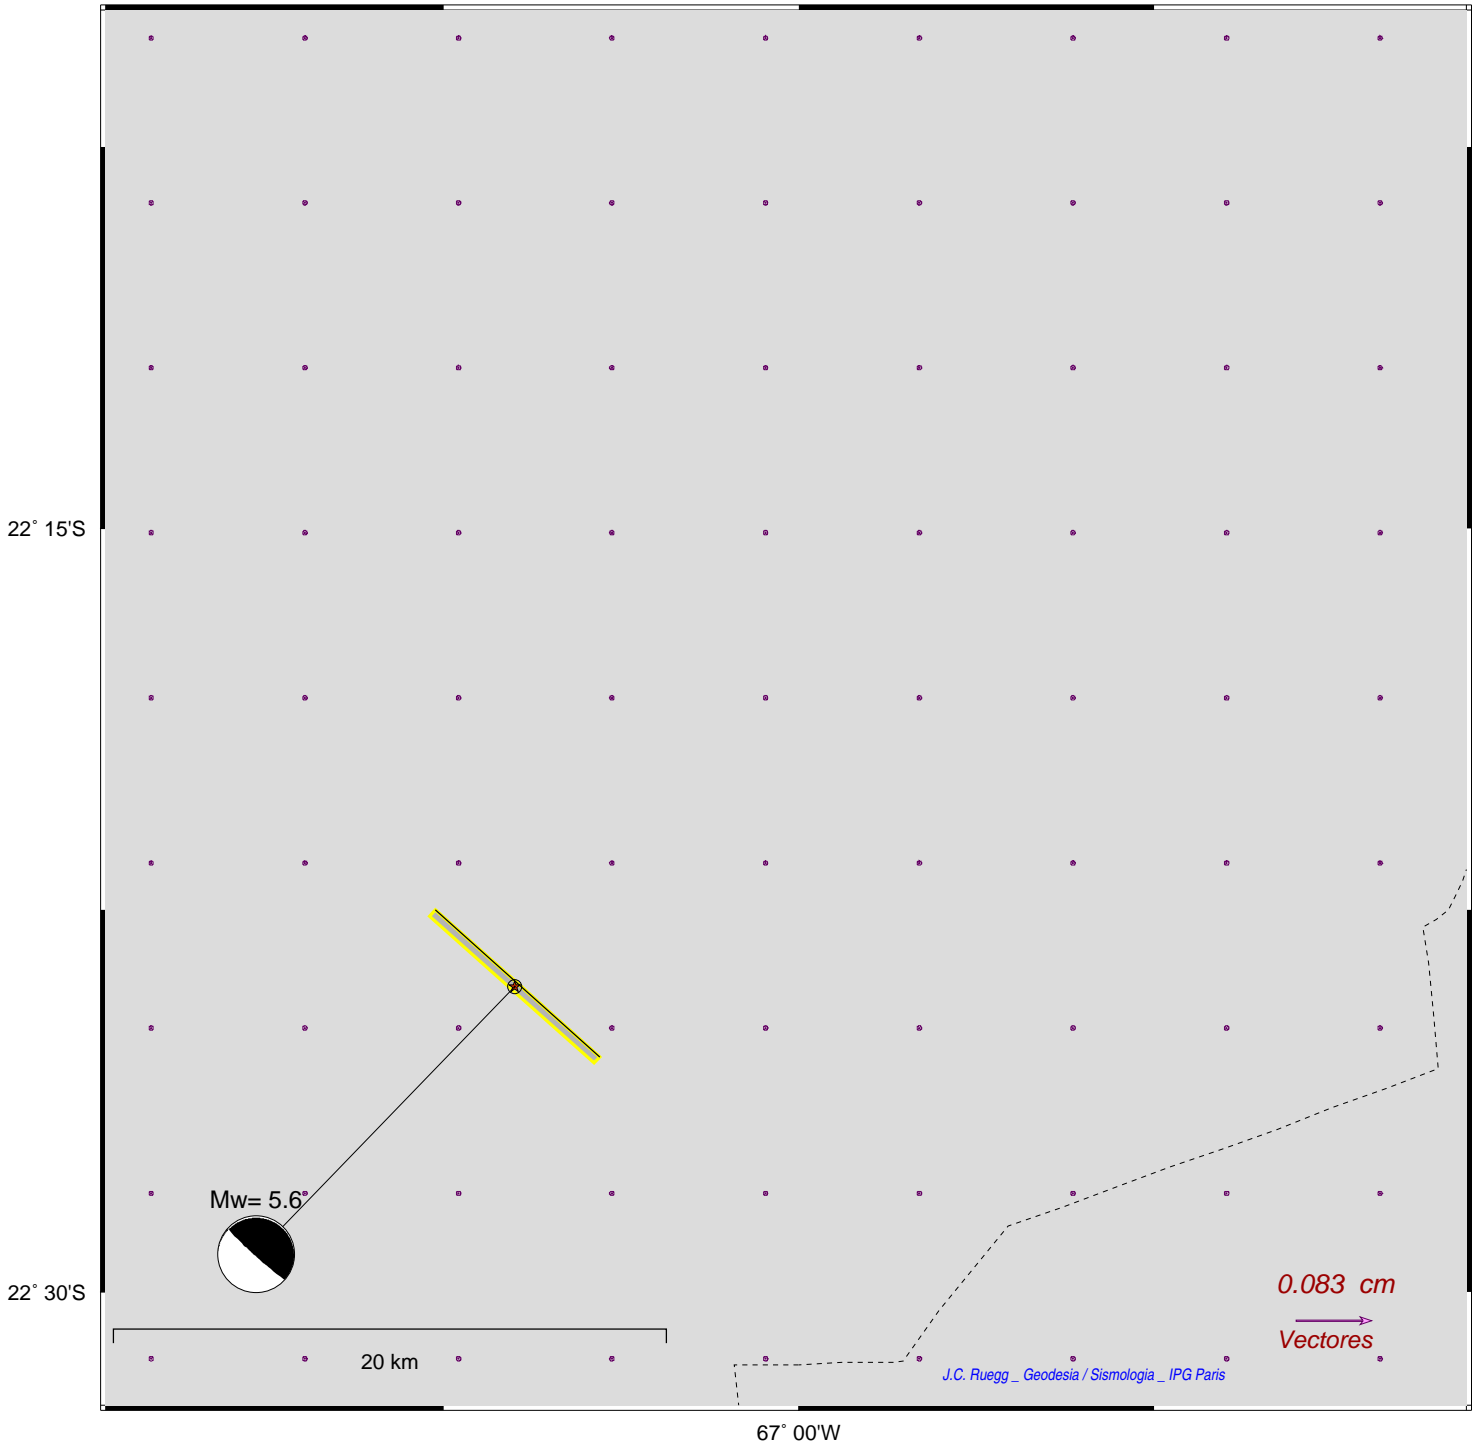 22° 15'S
Mw= 5.6
22° 30'S
0.083 cm
Vectores
20 km
J.C. Ruegg _ Geodesia / Sismologia _ IPG Paris
67° 00'W